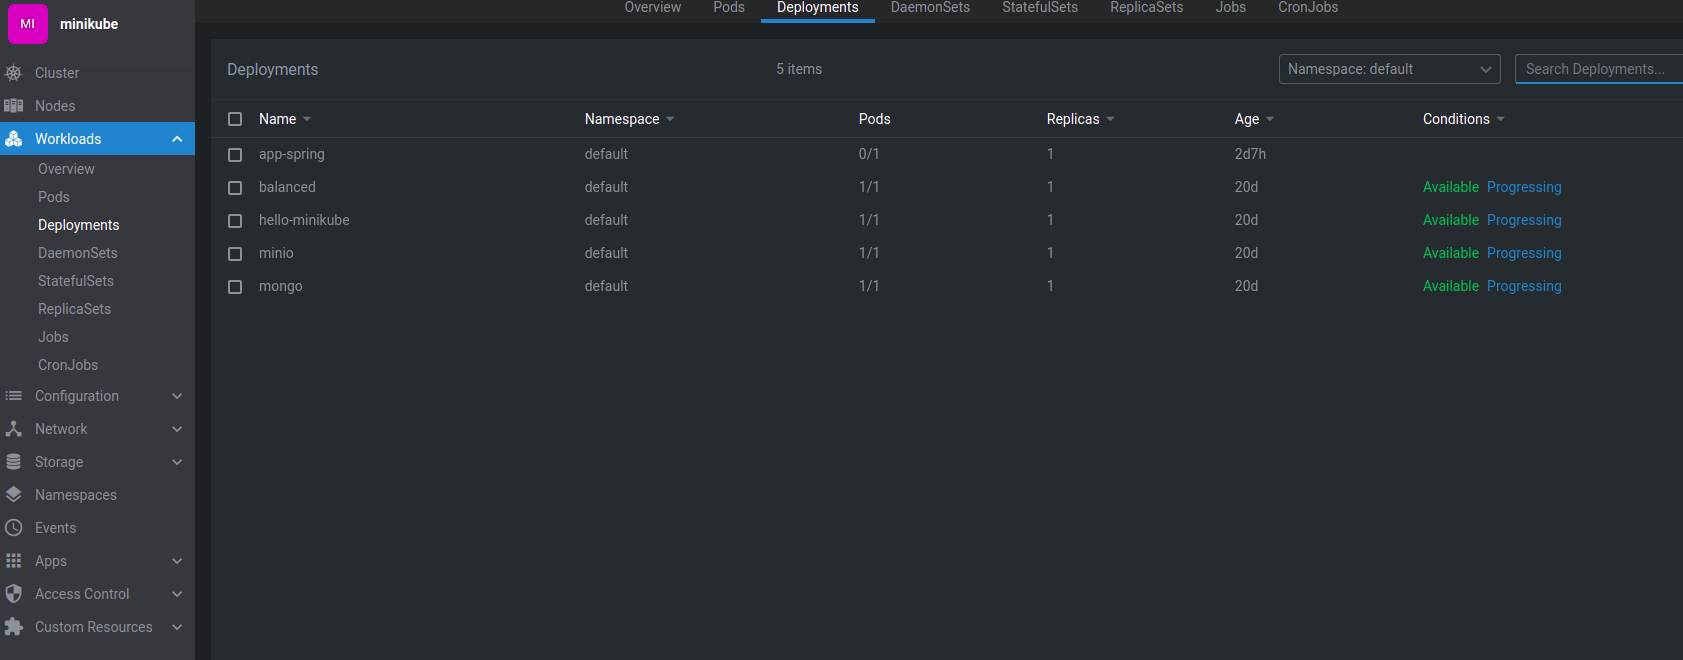 MI minikube
Overview Pods Deployments DaemonSets StatefulSets ReplicaSets Jobs CronJobs
Cluster
Nodes
Workloads
Overview
Pods
Deployments
DaemonSets
StatefulSets
ReplicaSets
Jobs
CronJobs
Configuration
Network
Storage
Namespaces
Events
Apps
Access Control
Custom Resources
Deployments 5 items Namespace: default Search Deployments...
Name Namespace Pods Replicas Age Conditions
app-spring default 0/1 1 2d7h
balanced default 1/1 1 20d Available Progressing
hello-minikube default 1/1 1 20d Available Progressing
minio default 1/1 1 20d Available Progressing
mongo default 1/1 1 20d Available Progressing